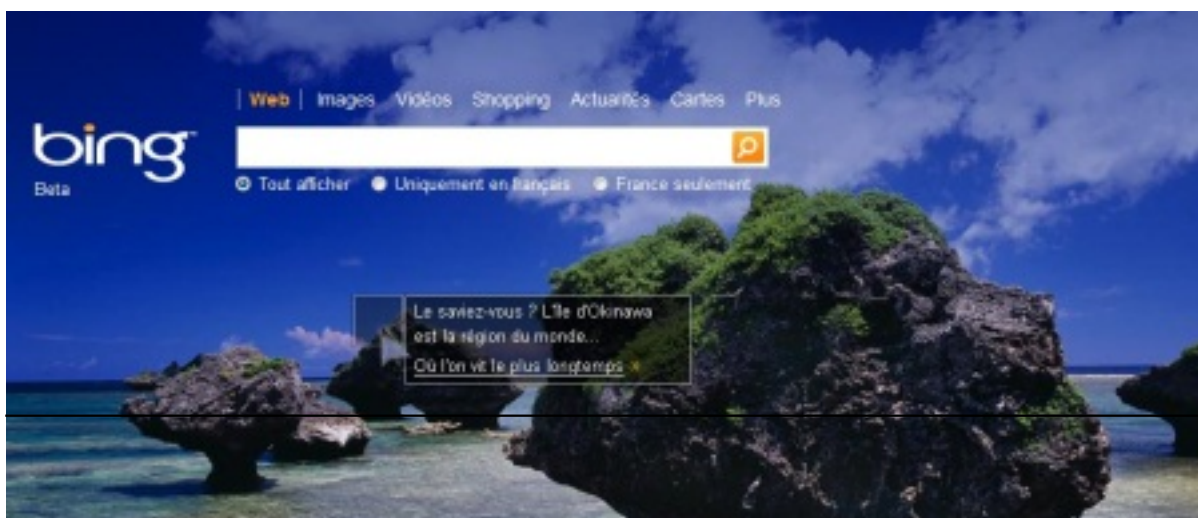 Web Images Vidéos Shopping Actualités Cartes Plus
bing™
Beta
Tout afficher Uniquement en français France seulement
Le saviez-vous ? L'île d'Okinawa
est la région du monde...
Où l'on vit le plus longtemps »